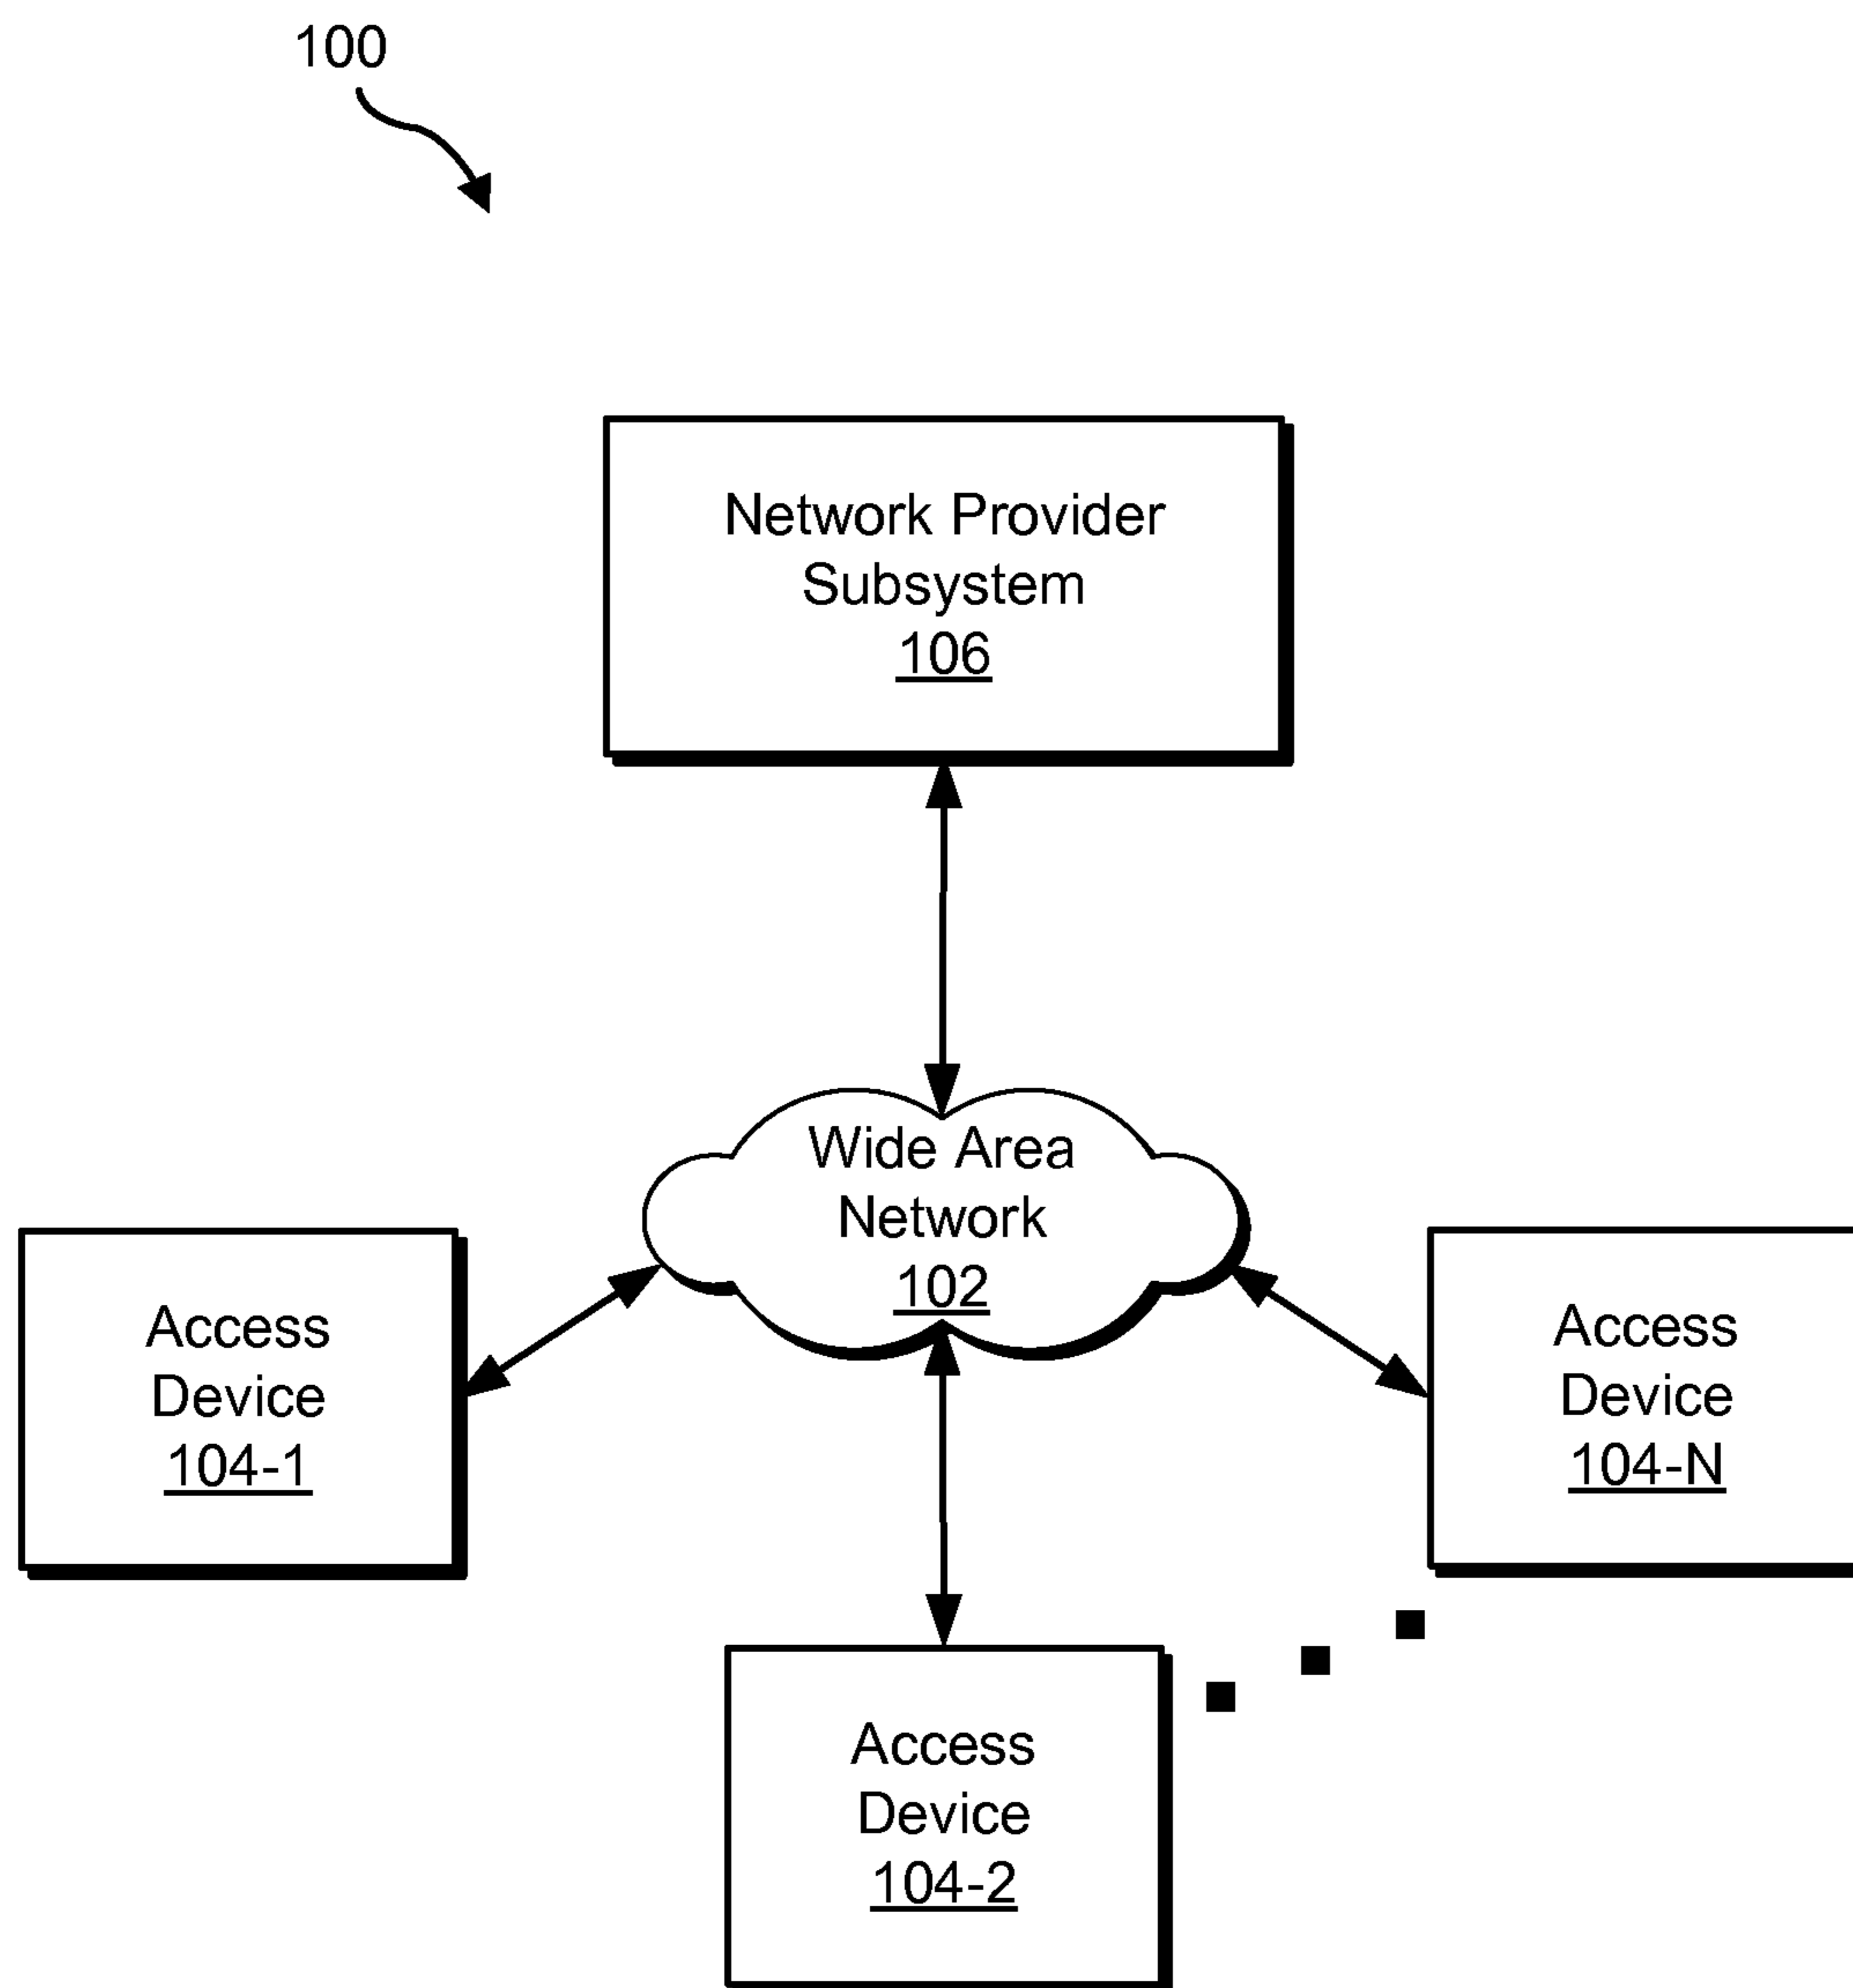 100
Network Provider
Subsystem
106
Wide Area
Network
102
Access
Device
104-1
Access
Device
104-N
Access
Device
104-2